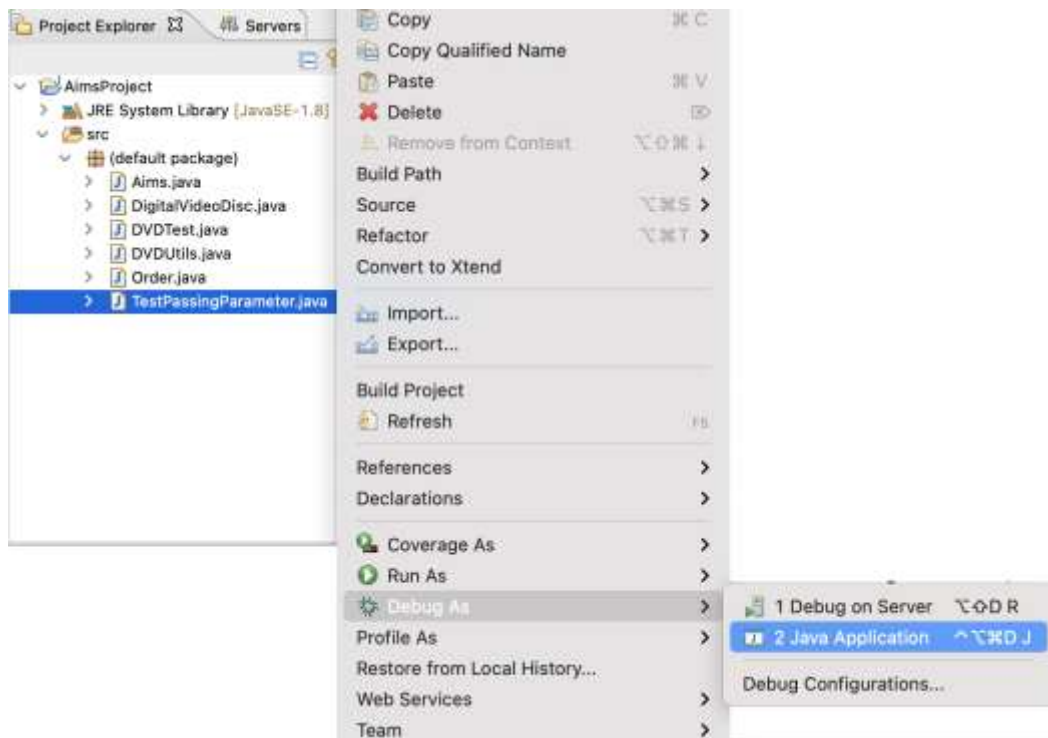 Project Explorer
Servers
AimsProject
JRE System Library [JavaSE-1.8]
src
(default package)
Aims.java
DigitalVideoDisc.java
DVDTest.java
DVDUtils.java
Order.java
TestPassingParameter.java
Copy ⌘ C
Copy Qualified Name
Paste ⌘ V
Delete ⌦
Remove from Context ⌥⇧⌘↓
Build Path
Source ⌥⌘S
Refactor ⌥⌘T
Convert to Xtend
Import...
Export...
Build Project
Refresh F5
References
Declarations
Coverage As
Run As
Debug As
Profile As
Restore from Local History...
Web Services
Team
1 Debug on Server ⌥⇧D R
2 Java Application ^⌥⌘D J
Debug Configurations...